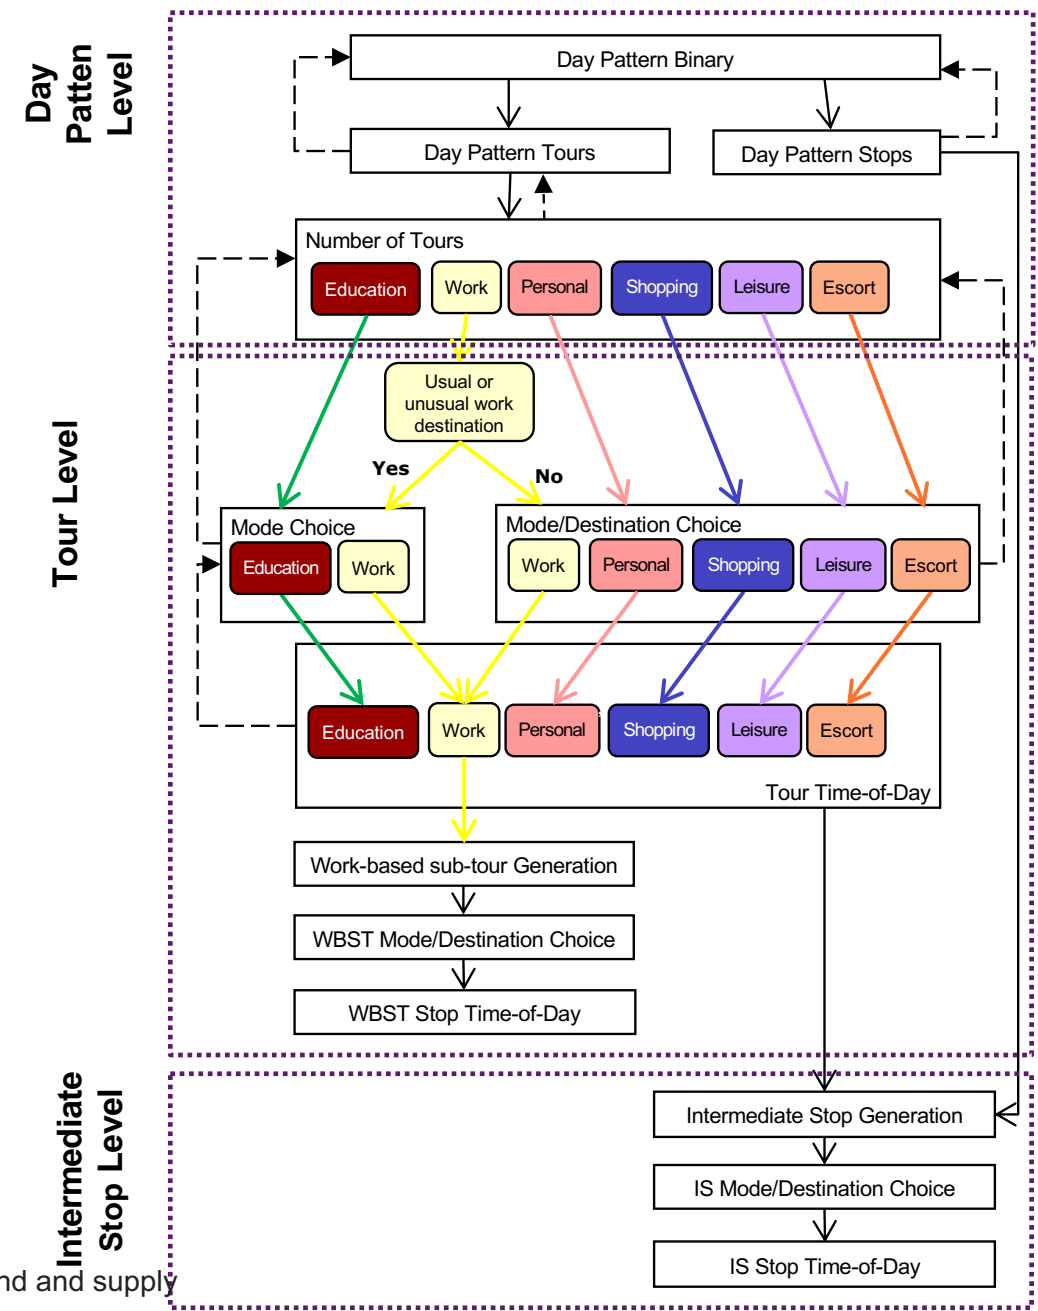 Day
Patten
Level
Day Pattern Binary
Day Pattern Tours
Day Pattern Stops
Number of Tours
Education
Work
Personal
Shopping
Leisure
Escort
Tour Level
Usual or
unusual work
destination
Yes
No
Mode Choice
Education
Work
Mode/Destination Choice
Work
Personal
Shopping
Leisure
Escort
Education
Work
Personal
Shopping
Leisure
Escort
Tour Time-of-Day
Work-based sub-tour Generation
WBST Mode/Destination Choice
WBST Stop Time-of-Day
Intermediate
Stop Level
Intermediate Stop Generation
IS Mode/Destination Choice
IS Stop Time-of-Day
nd and supply